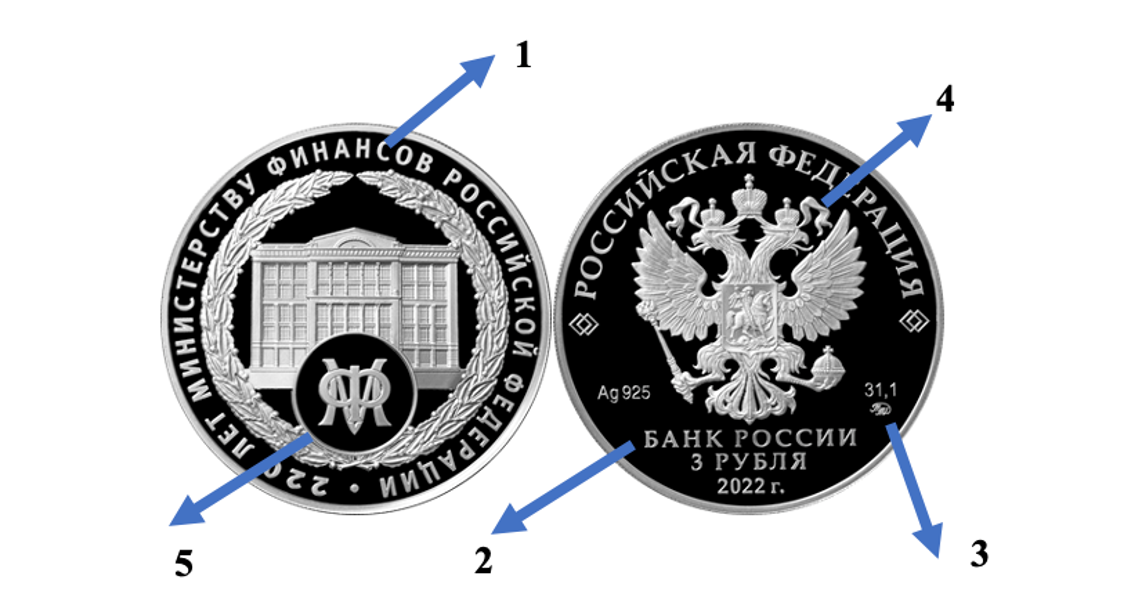 1
4
220 ЛЕТ МИНИСТЕРСТВУ ФИНАНСОВ РОССИЙСКОЙ ФЕДЕРАЦИИ •
РОССИЙСКАЯ ФЕДЕРАЦИЯ
Ag 925
31,1
БАНК РОССИИ
3 РУБЛЯ
2022 г.
5
2
3